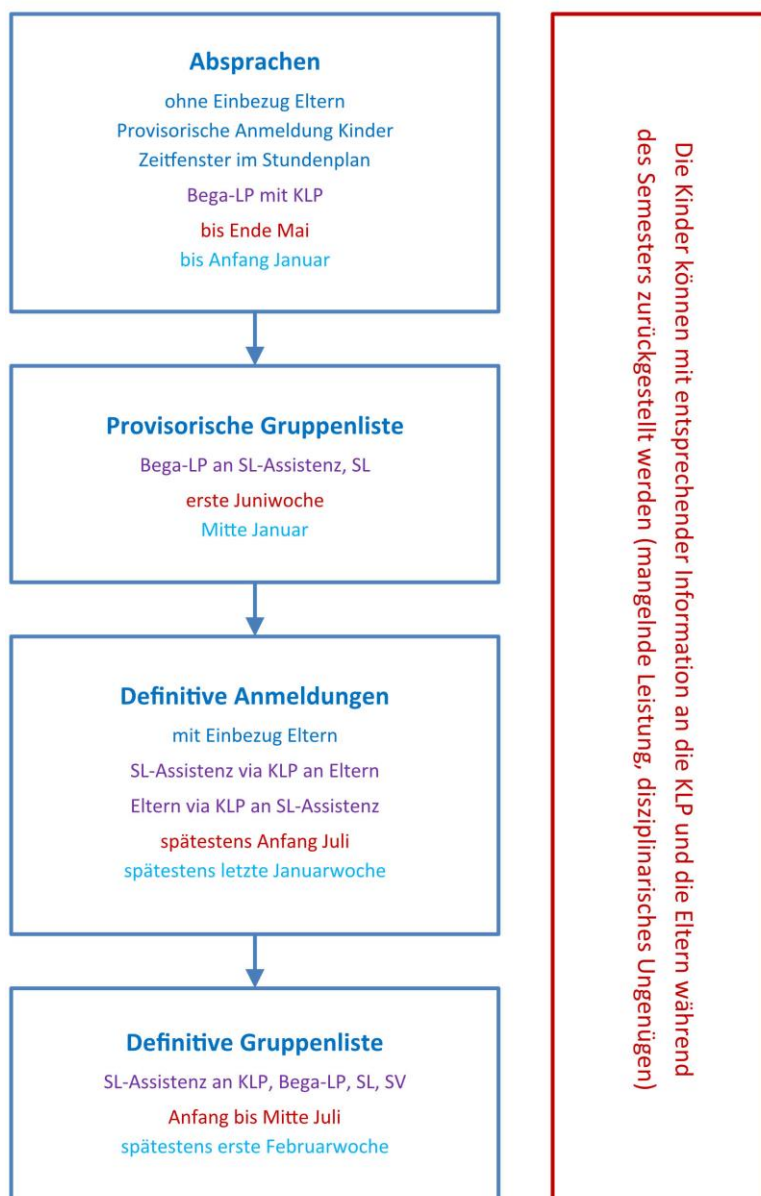 Absprachen
ohne Einbezug Eltern
Provisorische Anmeldung Kinder
Zeitfenster im Stundenplan
Bega-LP mit KLP
bis Ende Mai
bis Anfang Januar
Provisorische Gruppenliste
Bega-LP an SL-Assistenz, SL
erste Juniwoche
Mitte Januar
Definitive Anmeldungen
mit Einbezug Eltern
SL-Assistenz via KLP an Eltern
Eltern via KLP an SL-Assistenz
spätestens Anfang Juli
spätestens letzte Januarwoche
Definitive Gruppenliste
SL-Assistenz an KLP, Bega-LP, SL, SV
Anfang bis Mitte Juli
spätestens erste Februarwoche
Die Kinder können mit entsprechender Information an die KLP und die Eltern während
des Semesters zurückgestellt werden (mangelnde Leistung, disziplinarisches Ungenügen)